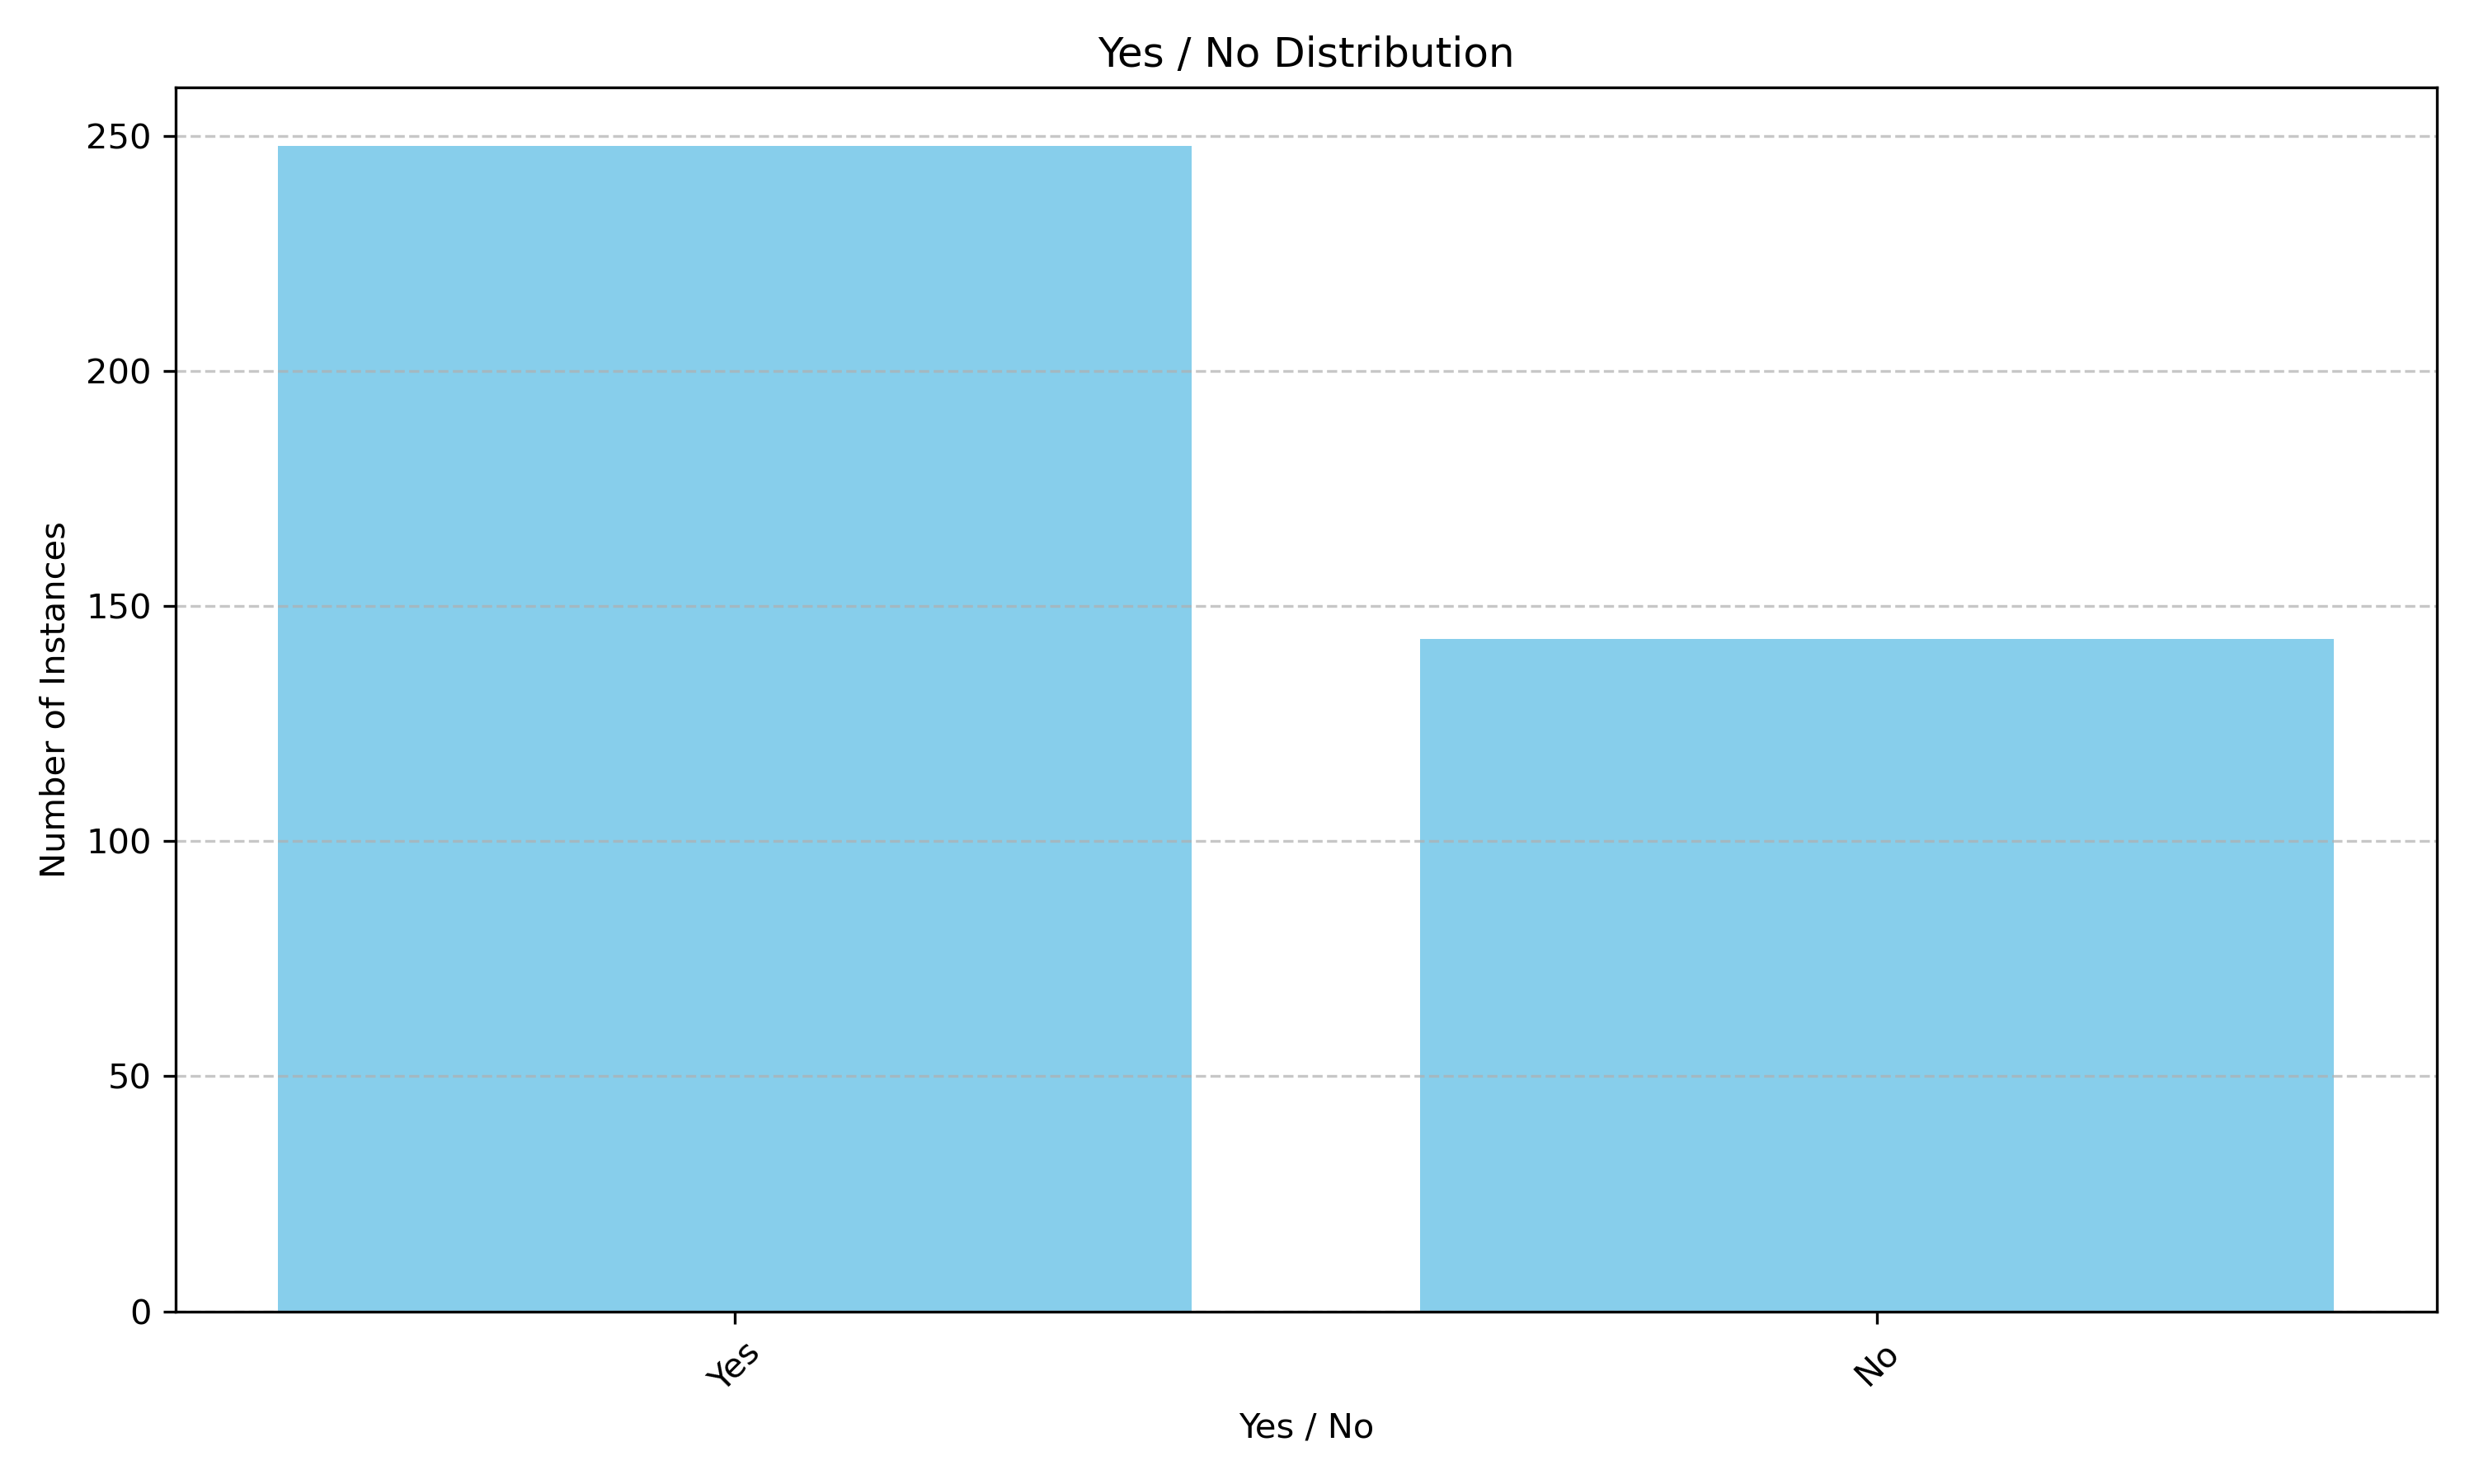 Yes / No Distribution
Number of Instances
250
200
150
100
50
0
Yes
No
Yes / No